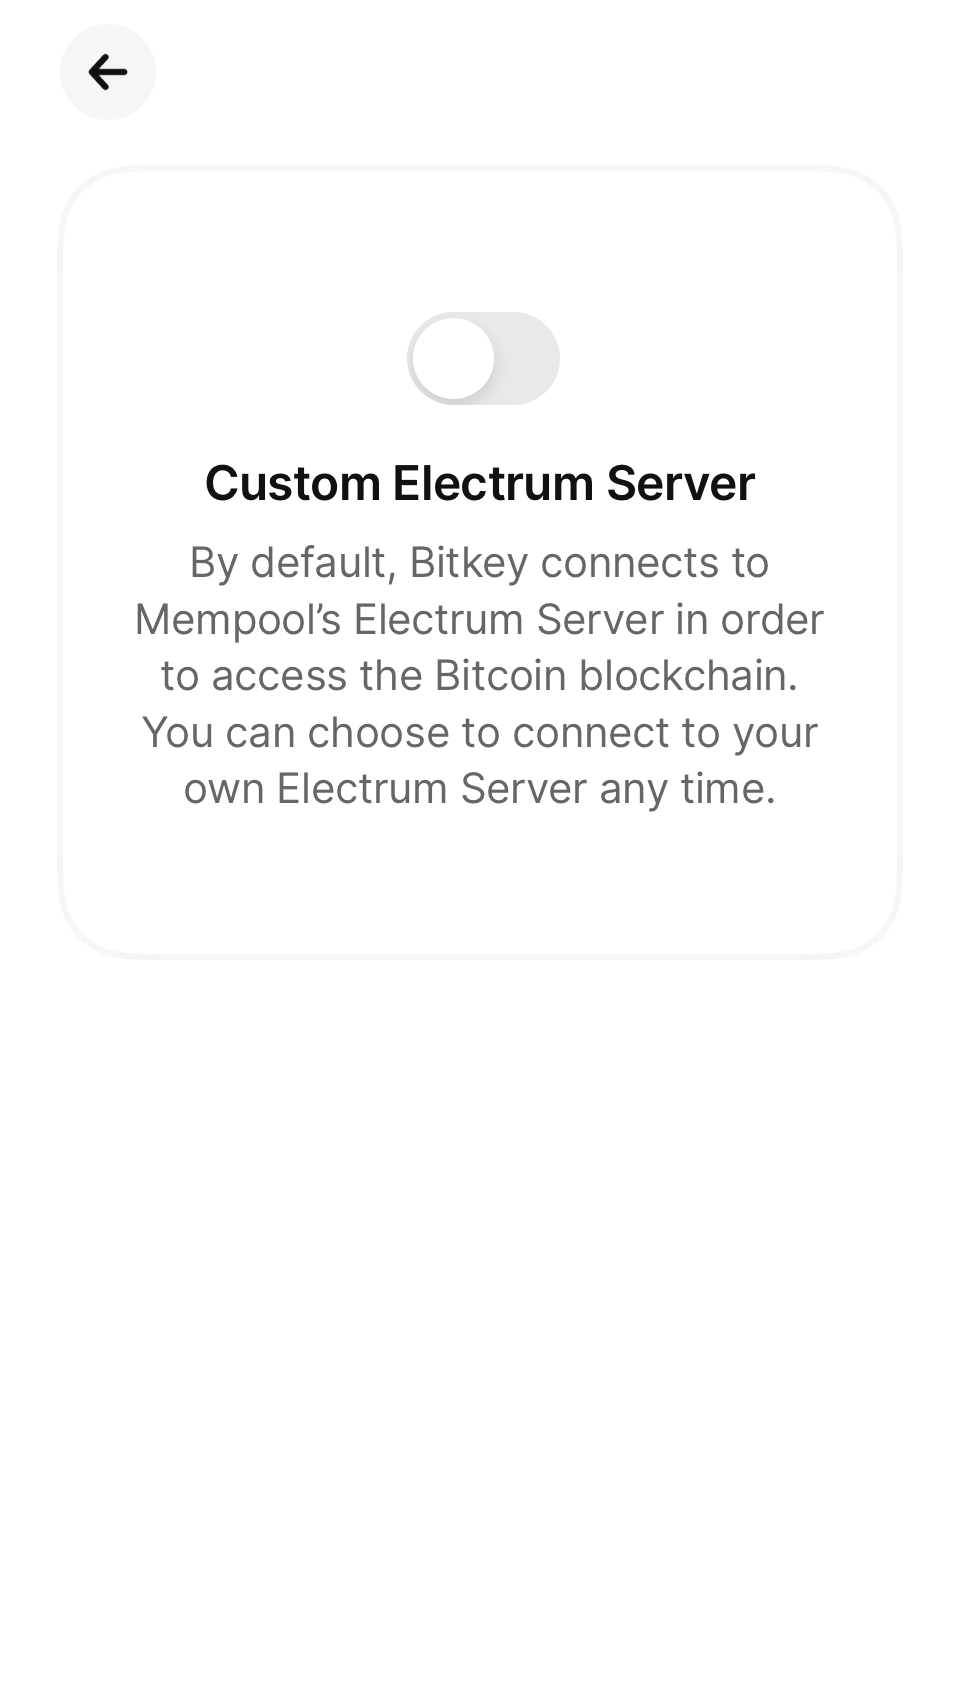 Custom Electrum Server
By default, Bitkey connects to
Mempool’s Electrum Server in order
to access the Bitcoin blockchain.
You can choose to connect to your
own Electrum Server any time.